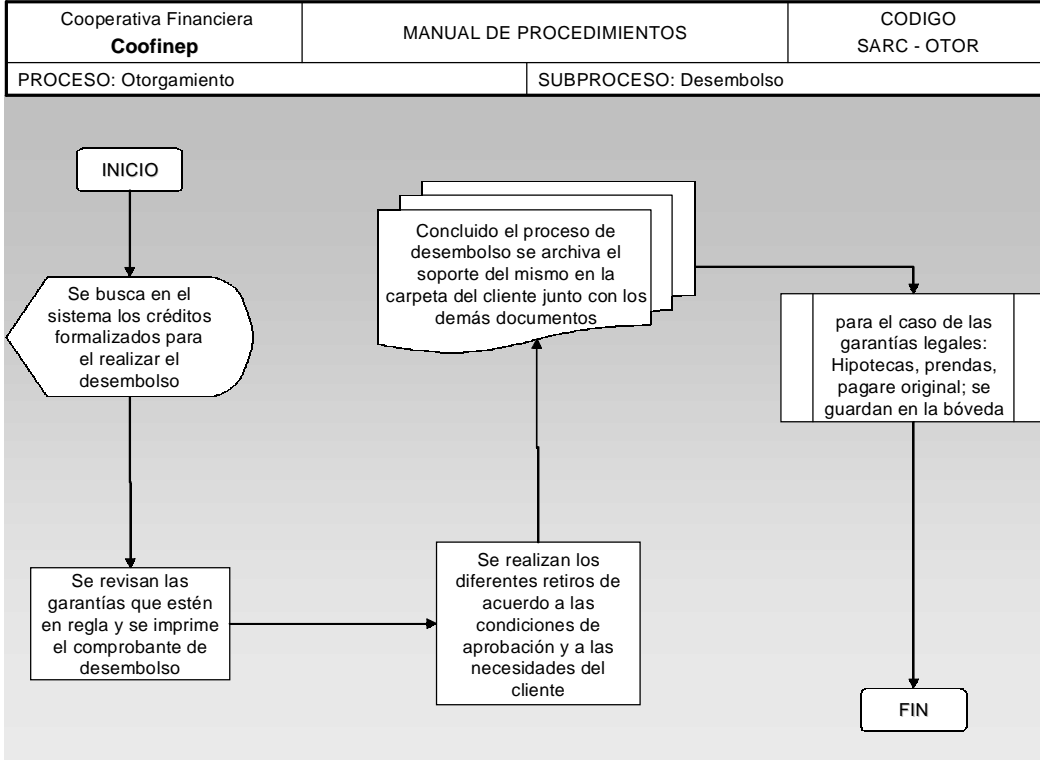 Cooperativa Financiera
Coofinep
MANUAL DE PROCEDIMIENTOS
CODIGO
SARC - OTOR
PROCESO: Otorgamiento
SUBPROCESO: Desembolso
INICIO
Se busca en el
sistema los créditos
formalizados para
el realizar el
desembolso
Se revisan las
garantías que estén
en regla y se imprime
el comprobante de
desembolso
Se realizan los
diferentes retiros de
acuerdo a las
condiciones de
aprobación y a las
necesidades del
cliente
Concluido el proceso de
desembolso se archiva el
soporte del mismo en la
carpeta del cliente junto con los
demás documentos
para el caso de las
garantías legales:
Hipotecas, prendas,
pagare original; se
guardan en la bóveda
FIN